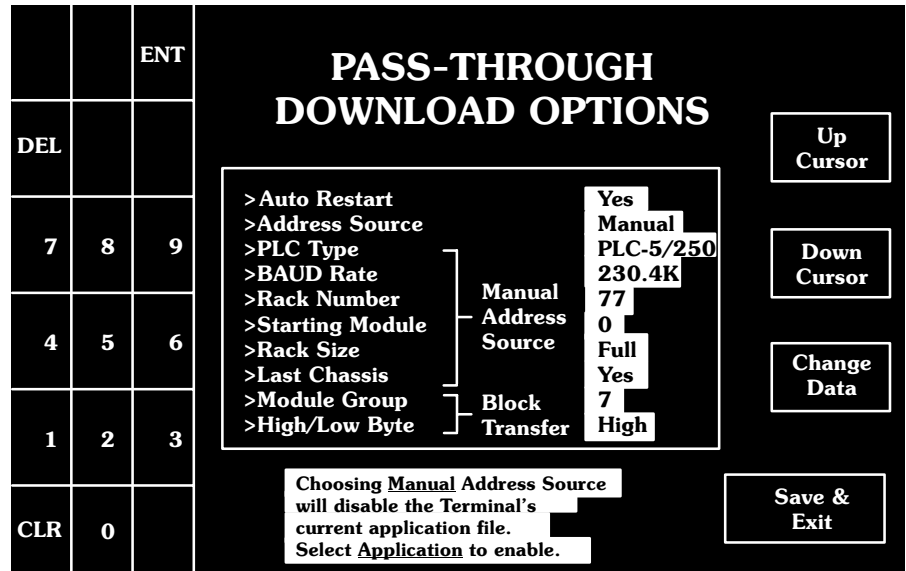 ENT
DEL
7 8 9
4 5 6
1 2 3
CLR 0
PASS-THROUGH
DOWNLOAD OPTIONS
>Auto Restart Yes
>Address Source Manual
>PLC Type PLC-5/250
>BAUD Rate 230.4K
>Rack Number 77
>Starting Module 0
>Rack Size Full
>Last Chassis Yes
Manual
Address
Source
>Module Group 7
>High/Low Byte High
Block
Transfer
Choosing Manual Address Source
will disable the Terminal's
current application file.
Select Application to enable.
Up
Cursor
Down
Cursor
Change
Data
Save &
Exit